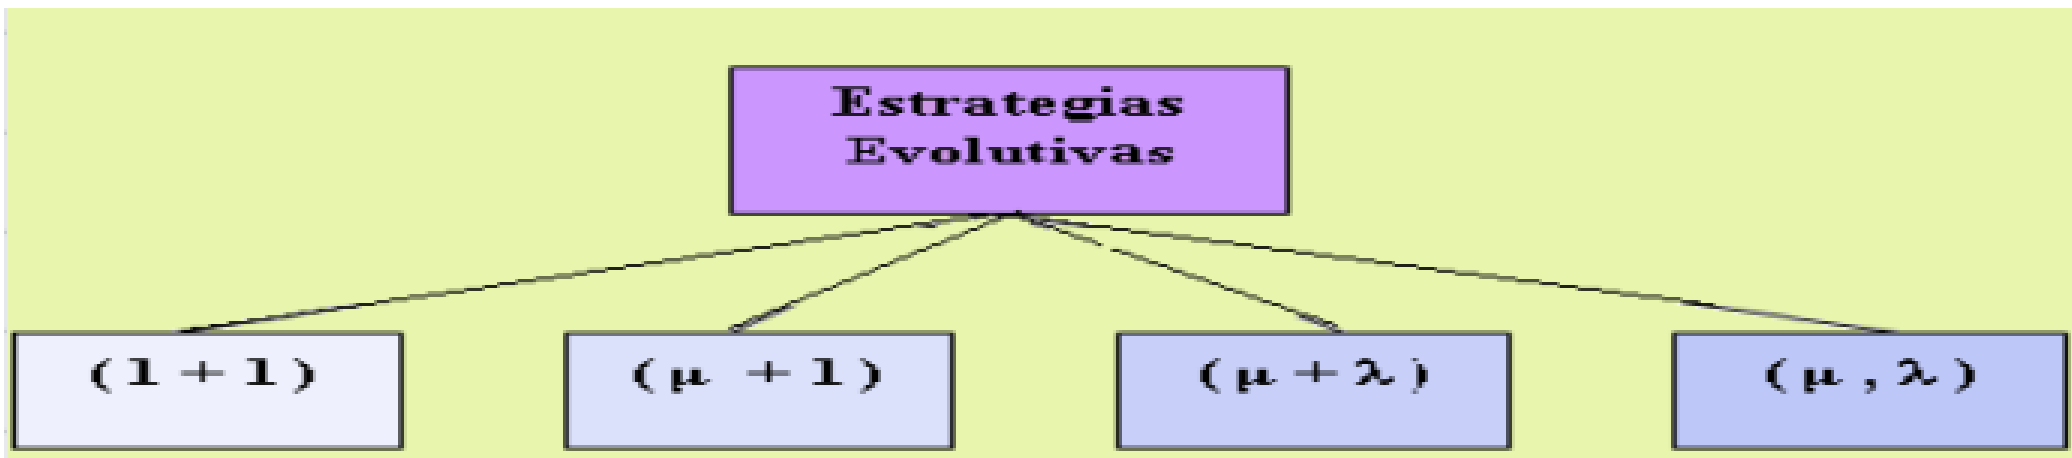 Estrategias
Evolutivas
(1 + 1)
(μ + 1)
(μ + λ)
(μ , λ)